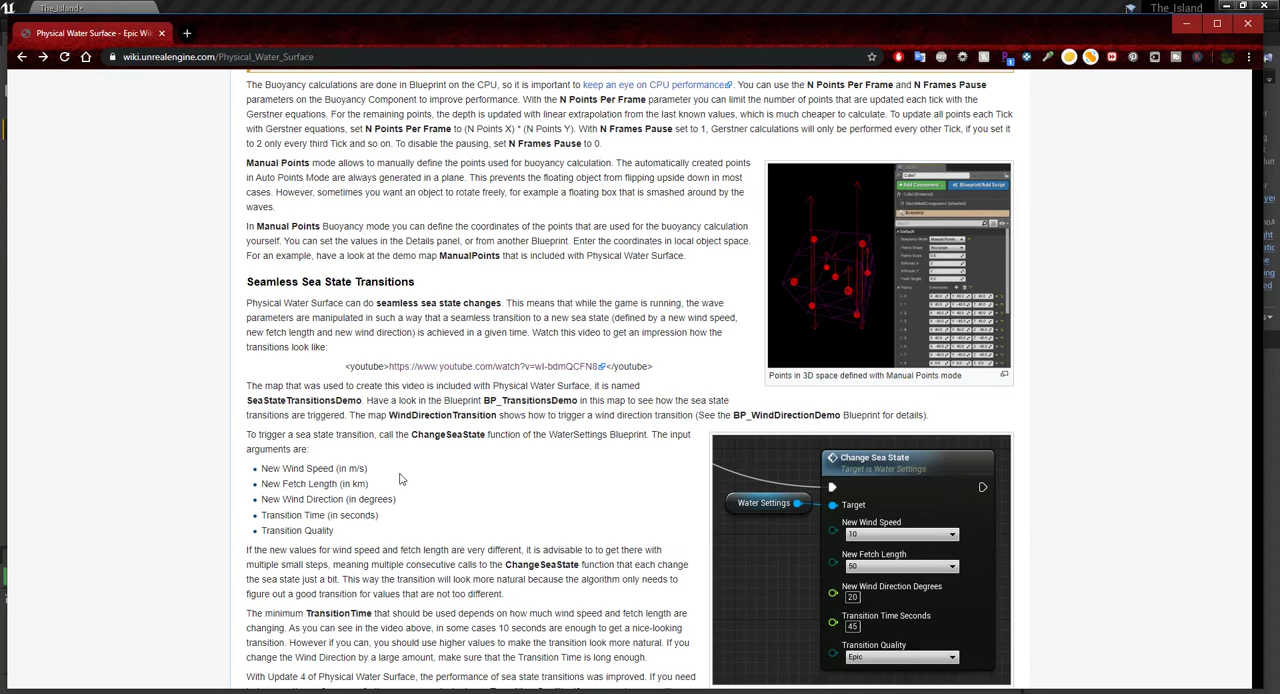 The_Island•
The_Island
Physical Water Surface - Epic Wi
wiki.unrealengine.com/Physical_Water_Surface
The Buoyancy calculations are done in Blueprint on the CPU, so it is important to keep an eye on CPU performance. You can use the N Points Per Frame and N Frames Pause
parameters on the Buoyancy Component to improve performance. With the N Points Per Frame parameter you can limit the number of points that are updated each tick with the
Gerstner equations. For the remaining points, the depth is updated with linear extrapolation from the last known values, which is much cheaper to calculate. To update all points each Tick
with Gerstner equations, set N Points Per Frame to (N Points X) * (N Points Y). With N Frames Pause set to 1, Gerstner calculations will only be performed every other Tick, if you set it
to 2 only every third Tick and so on. To disable the pausing, set N Frames Pause to 0.
Manual Points mode allows to manually define the points used for buoyancy calculation. The automatically created points
in Auto Points Mode are always generated in a plane. This prevents the floating object from flipping upside down in most
cases. However, sometimes you want an object to rotate freely, for example a floating box that is smashed around by the
waves.
In Manual Points Buoyancy mode you can define the coordinates of the points that are used for the buoyancy calculation
yourself. You can set the values in the Details panel, or from another Blueprint. Enter the coordinates in local object space.
For an example, have a look at the demo map ManualPoints that is included with Physical Water Surface.
+Add Component
Blueprint/Add Script
Buoyancy
Points in 3D space defined with Manual Points mode
Seamless Sea State Transitions
Physical Water Surface can do seamless sea state changes. This means that while the game is running, the wave
parameters are manipulated in such a way that a seamless transition to a new sea state (defined by a new wind speed,
new fetch length and new wind direction) is achieved in a given time. Watch this video to get an impression how the
transitions look like:
<youtube>https://www.youtube.com/watch?v=wI-bdmQCFN8</youtube>
The map that was used to create this video is included with Physical Water Surface, it is named
SeaStateTransitionsDemo. Have a look in the Blueprint BP_TransitionsDemo in this map to see how the sea state
transitions are triggered. The map WindDirectionTransition shows how to trigger a wind direction transition (See the BP_WindDirectionDemo Blueprint for details).
To trigger a sea state transition, call the ChangeSeaState function of the WaterSettings Blueprint. The input
arguments are:
• New Wind Speed (in m/s)
• New Fetch Length (in km)
• New Wind Direction (in degrees)
• Transition Time (in seconds)
• Transition Quality
If the new values for wind speed and fetch length are very different, it is advisable to to get there with
multiple small steps, meaning multiple consecutive calls to the ChangeSeaState function that each change
the sea state just a bit. This way the transition will look more natural because the algorithm only needs to
figure out a good transition for values that are not too different.
The minimum TransitionTime that should be used depends on how much wind speed and fetch length are
changing. As you can see in the video above, in some cases 10 seconds are enough to get a nice-looking
transition. However if you can, you should use higher values to make the transition look more natural. If you
change the Wind Direction by a large amount, make sure that the Transition Time is long enough.
With Update 4 of Physical Water Surface, the performance of sea state transitions was improved. If you need
Change Sea State
Target is Water Settings
Water Settings
Target
New Wind Speed
10
New Fetch Length
50
New Wind Direction Degrees
20
Transition Time Seconds
45
Transition Quality
Epic